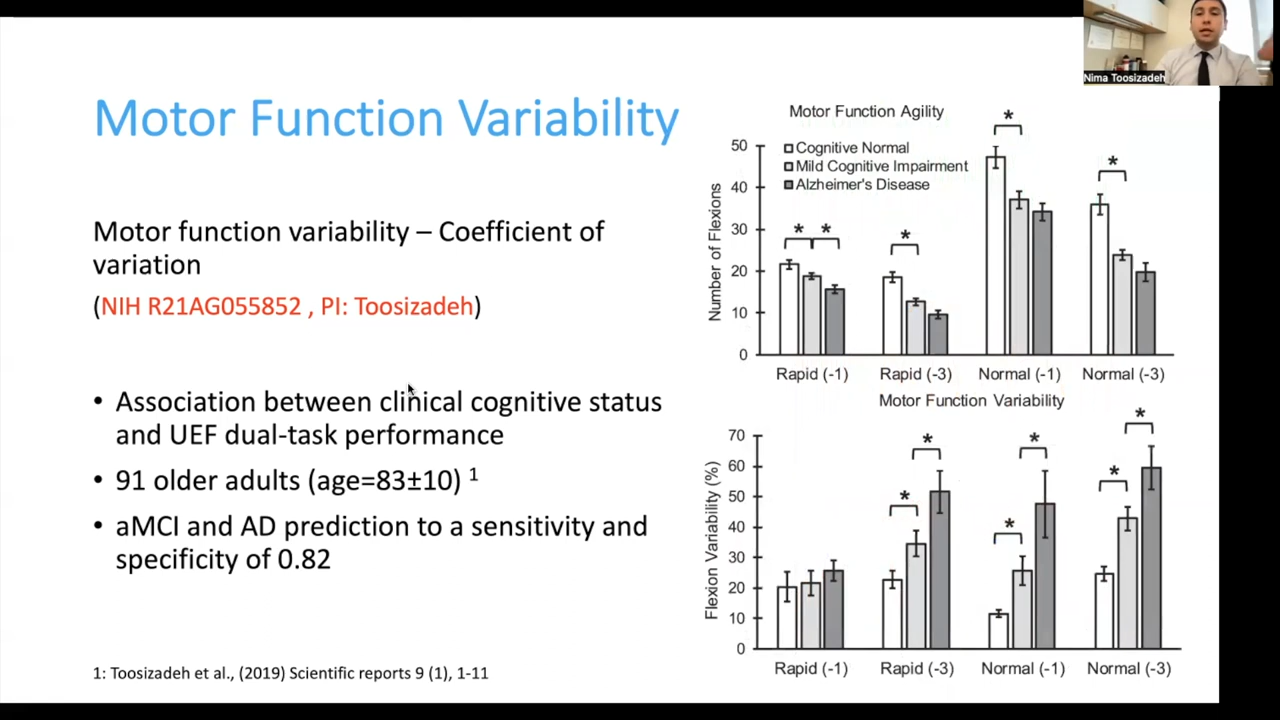 Nima Toosizadeh
Motor Function Variability
Motor function variability – Coefficient of
variation
(NIH R21AG055852 , PI: Toosizadeh)
• Association between clinical cognitive status
and UEF dual-task performance
• 91 older adults (age=83±10) 1
• aMCI and AD prediction to a sensitivity and
specificity of 0.82
1: Toosizadeh et al., (2019) Scientific reports 9 (1), 1-11
Motor Function Agility
Cognitive Normal
Mild Cognitive Impairment
Alzheimer's Disease
Number of Flexions
50
40
30
20
10
0
* * * * *
Rapid (-1) Rapid (-3) Normal (-1) Normal (-3)
Motor Function Variability
Flexion Variability (%)
70
60
50
40
30
20
10
0
* * * * * *
Rapid (-1) Rapid (-3) Normal (-1) Normal (-3)